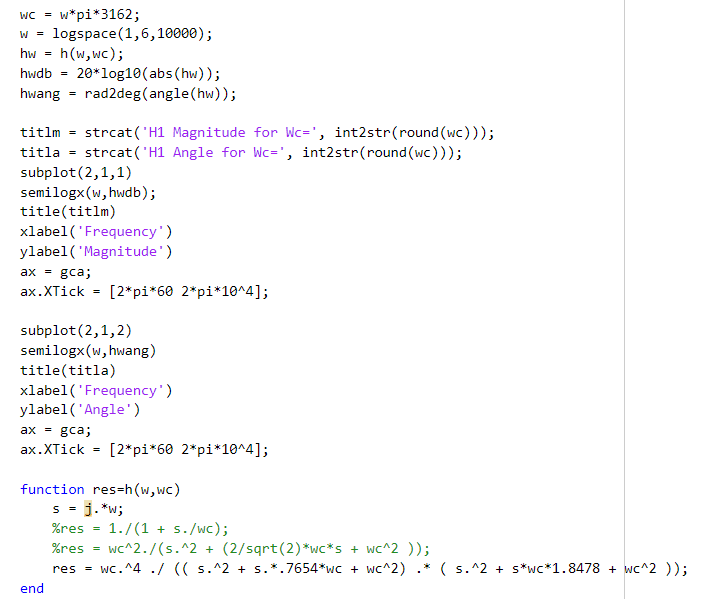 wc = w*pi*3162;
w = logspace(1,6,10000);
hw = h(w,wc);
hwdb = 20*log10(abs(hw));
hwang = rad2deg(angle(hw));

titlm = strcat('H1 Magnitude for Wc=', int2str(round(wc)));
titla = strcat('H1 Angle for Wc=', int2str(round(wc)));
subplot(2,1,1)
semilogx(w,hwdb);
title(titlm)
xlabel('Frequency')
ylabel('Magnitude')
ax = gca;
ax.XTick = [2*pi*60 2*pi*10^4];

subplot(2,1,2)
semilogx(w,hwang)
title(titla)
xlabel('Frequency')
ylabel('Angle')
ax = gca;
ax.XTick = [2*pi*60 2*pi*10^4];

function res=h(w,wc)
    s = j.*w;
    %res = 1./(1 + s./wc);
    %res = wc^2./(s.^2 + (2/sqrt(2)*wc*s + wc^2 ));
    res = wc.^4 ./ (( s.^2 + s.*.7654*wc + wc^2) .* ( s.^2 + s*wc*1.8478 + wc^2 ));
end